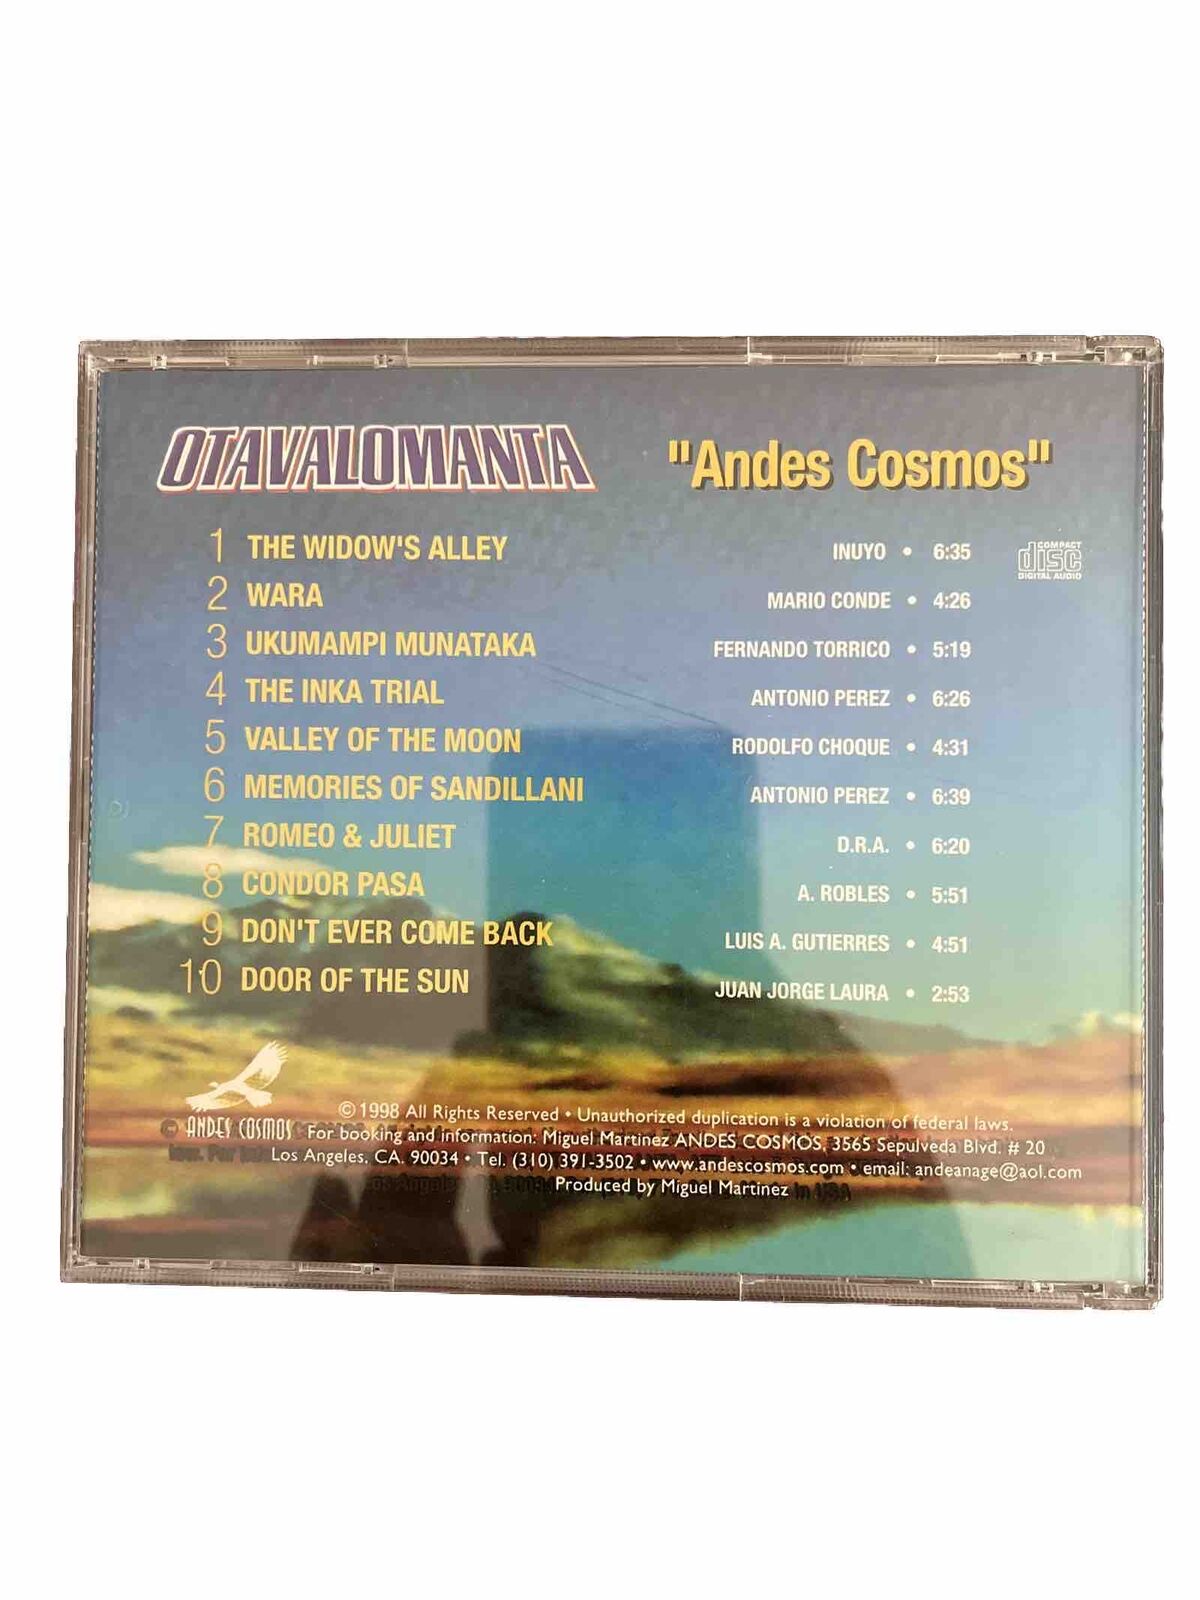 OTAVALOMANTA "Andes Cosmos"
1 THE WIDOW'S ALLEY INUYO • 6:35
COMPACT disc DIGITAL AUDIO
2 WARA MARIO CONDE • 4:26
3 UKUMAMPI MUNATAKA FERNANDO TORRICO • 5:19
4 THE INKA TRIAL ANTONIO PEREZ • 6:26
5 VALLEY OF THE MOON RODOLFO CHOQUE • 4:31
6 MEMORIES OF SANDILLANI ANTONIO PEREZ • 6:39
7 ROMEO & JULIET D.R.A. • 6:20
8 CONDOR PASA A. ROBLES • 5:51
9 DON'T EVER COME BACK LUIS A. GUTIERRES • 4:51
10 DOOR OF THE SUN JUAN JORGE LAURA • 2:53
ANDES COSMOS
© 1998 All Rights Reserved • Unauthorized duplication is a violation of federal laws.
For booking and information: Miguel Martinez ANDES COSMOS, 3565 Sepulveda Blvd. # 20
Los Angeles, CA. 90034 • Tel. (310) 391-3502 • www.andescosmos.com • email: andeanage@aol.com
Produced by Miguel Martinez